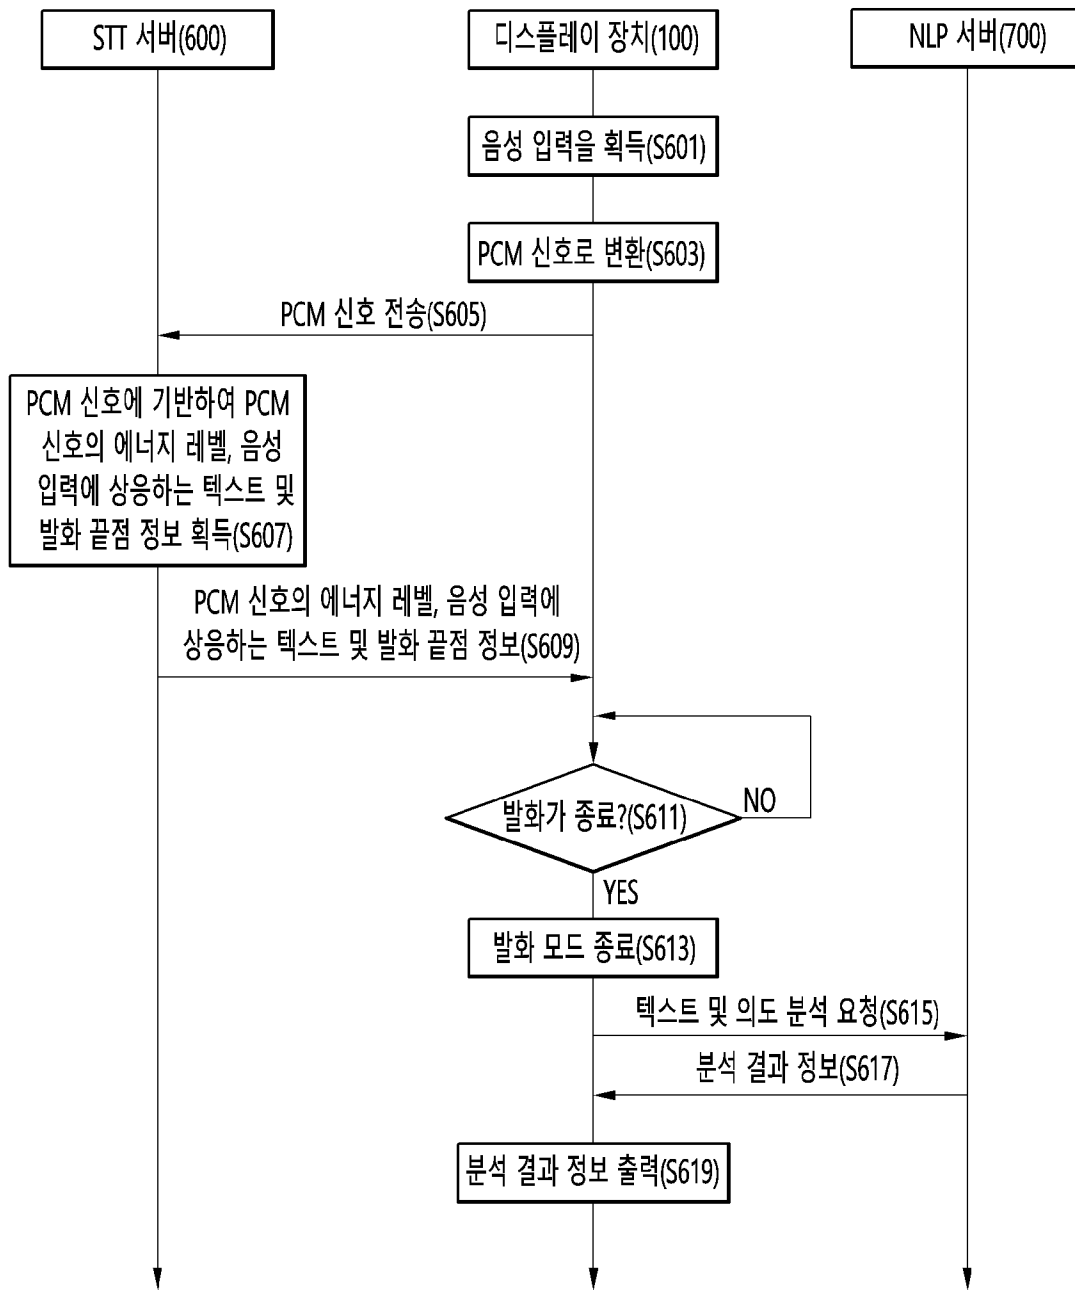 STT 서버(600)
디스플레이 장치(100)
NLP 서버(700)
음성 입력을 획득(S601)
PCM 신호로 변환(S603)
PCM 신호 전송(S605)
PCM 신호에 기반하여 PCM
신호의 에너지 레벨, 음성
입력에 상응하는 텍스트 및
발화 끝점 정보 획득(S607)
PCM 신호의 에너지 레벨, 음성 입력에
상응하는 텍스트 및 발화 끝점 정보(S609)
발화가 종료?(S611)
NO
YES
발화 모드 종료(S613)
텍스트 및 의도 분석 요청(S615)
분석 결과 정보(S617)
분석 결과 정보 출력(S619)